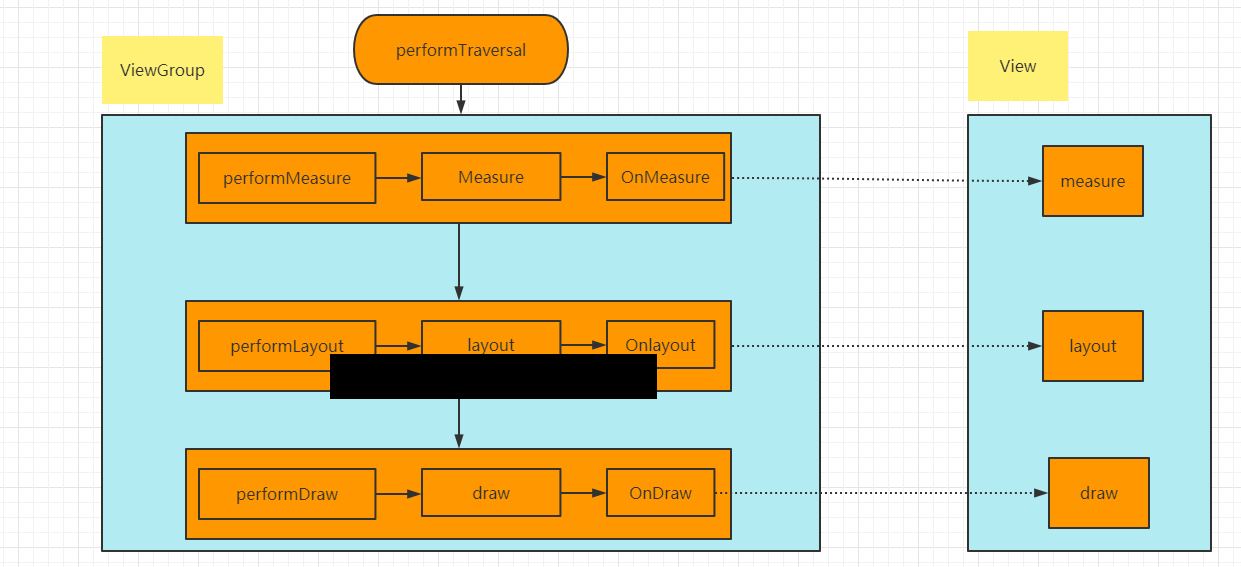 performTraversal
ViewGroup
View
performMeasure
Measure
OnMeasure
measure
performLayout
layout
Onlayout
layout
performDraw
draw
OnDraw
draw